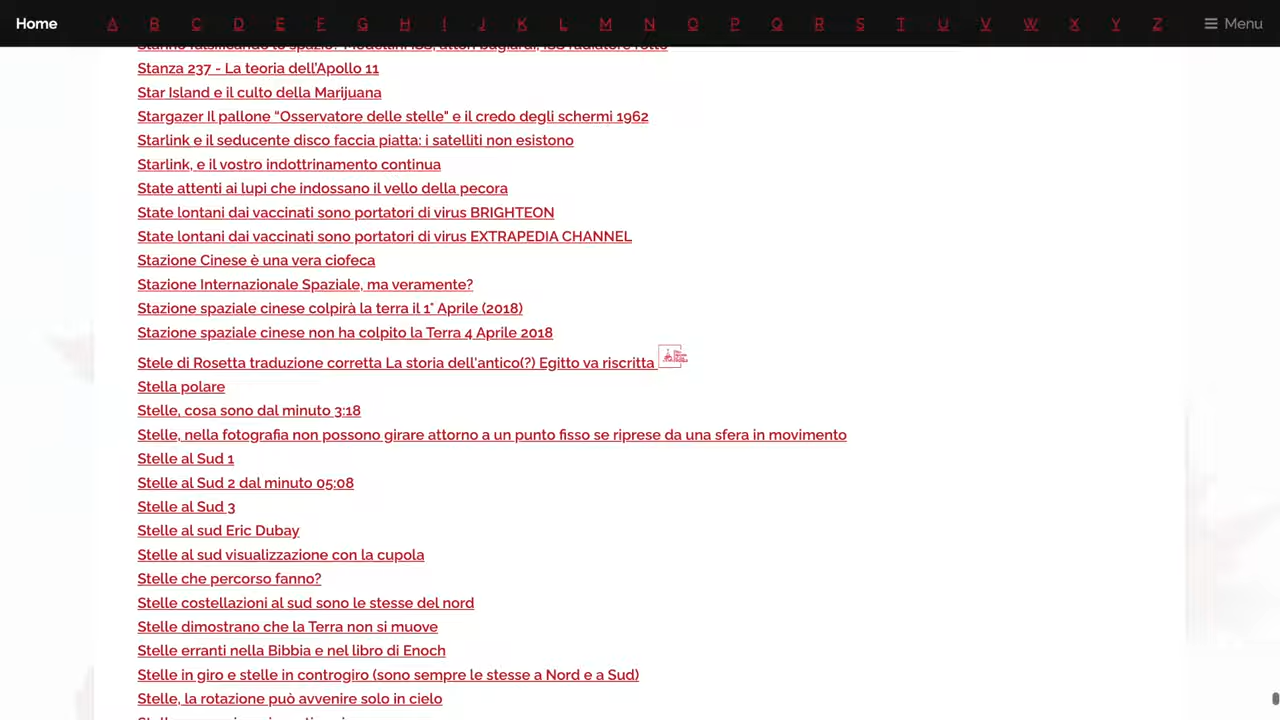 Home A B C D E F G H I J K L M N O P Q R S T U V W X Y Z Menu
Stanza 237 - La teoria dell'Apollo 11
Star Island e il culto della Marijuana
Stargazer Il pallone “Osservatore delle stelle" e il credo degli schermi 1962
Starlink e il seducente disco faccia piatta: i satelliti non esistono
Starlink, e il vostro indottrinamento continua
State attenti ai lupi che indossano il vello della pecora
State lontani dai vaccinati sono portatori di virus BRIGHTEON
State lontani dai vaccinati sono portatori di virus EXTRAPEDIA CHANNEL
Stazione Cinese è una vera ciofeca
Stazione Internazionale Spaziale, ma veramente?
Stazione spaziale cinese colpirà la terra il 1° Aprile (2018)
Stazione spaziale cinese non ha colpito la Terra 4 Aprile 2018
Stele di Rosetta traduzione corretta La storia dell'antico(?) Egitto va riscritta
Stella polare
Stelle, cosa sono dal minuto 3:18
Stelle, nella fotografia non possono girare attorno a un punto fisso se riprese da una sfera in movimento
Stelle al Sud 1
Stelle al Sud 2 dal minuto 05:08
Stelle al Sud 3
Stelle al sud Eric Dubay
Stelle al sud visualizzazione con la cupola
Stelle che percorso fanno?
Stelle costellazioni al sud sono le stesse del nord
Stelle dimostrano che la Terra non si muove
Stelle erranti nella Bibbia e nel libro di Enoch
Stelle in giro e stelle in controgiro (sono sempre le stesse a Nord e a Sud)
Stelle, la rotazione può avvenire solo in cielo